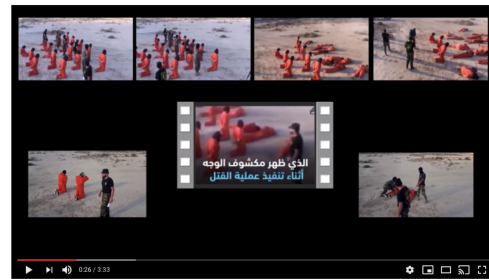 الذي ظهر مكشوف الوجه
أثناء تنفيذ عملية القتل
0:26 / 3:33